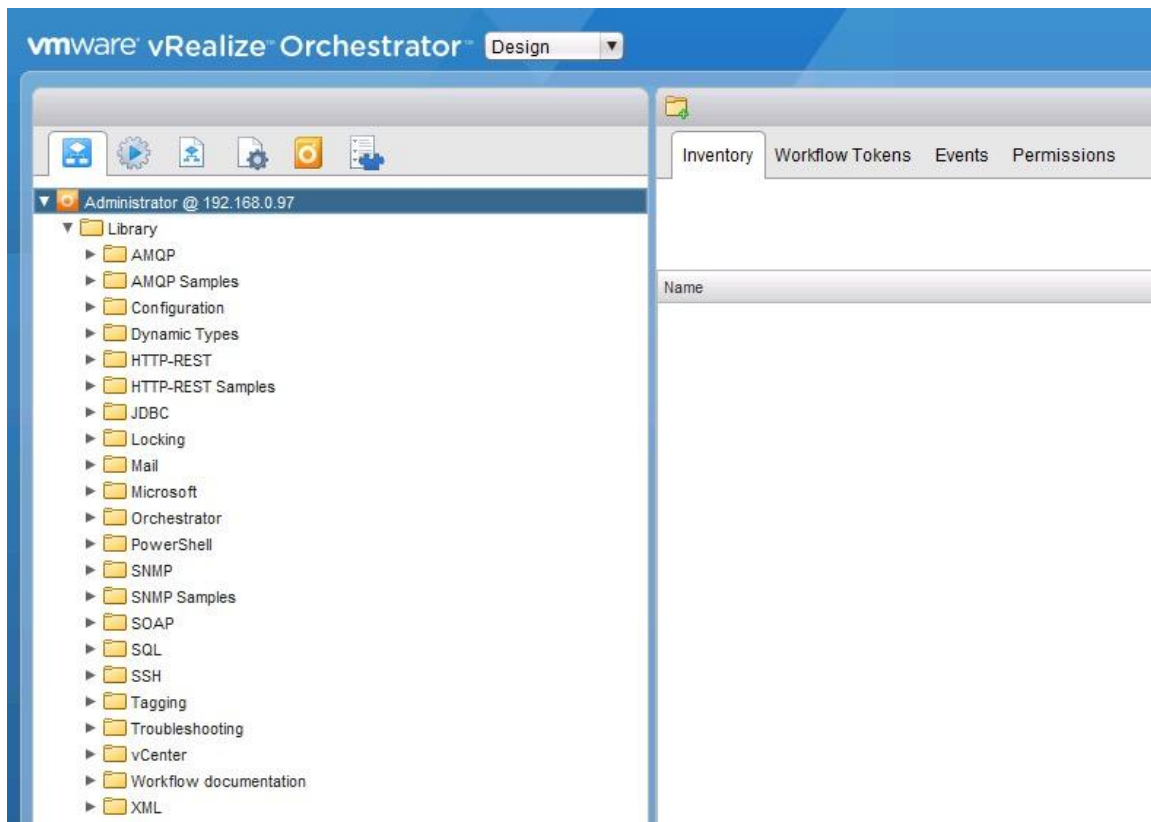 vmware vRealize™ Orchestrator™ Design
Inventory Workflow Tokens Events Permissions
Administrator @ 192.168.0.97
Library
AMQP
AMQP Samples
Configuration
Dynamic Types
HTTP-REST
HTTP-REST Samples
JDBC
Locking
Mail
Microsoft
Orchestrator
PowerShell
SNMP
SNMP Samples
SOAP
SQL
SSH
Tagging
Troubleshooting
vCenter
Workflow documentation
XML
Name